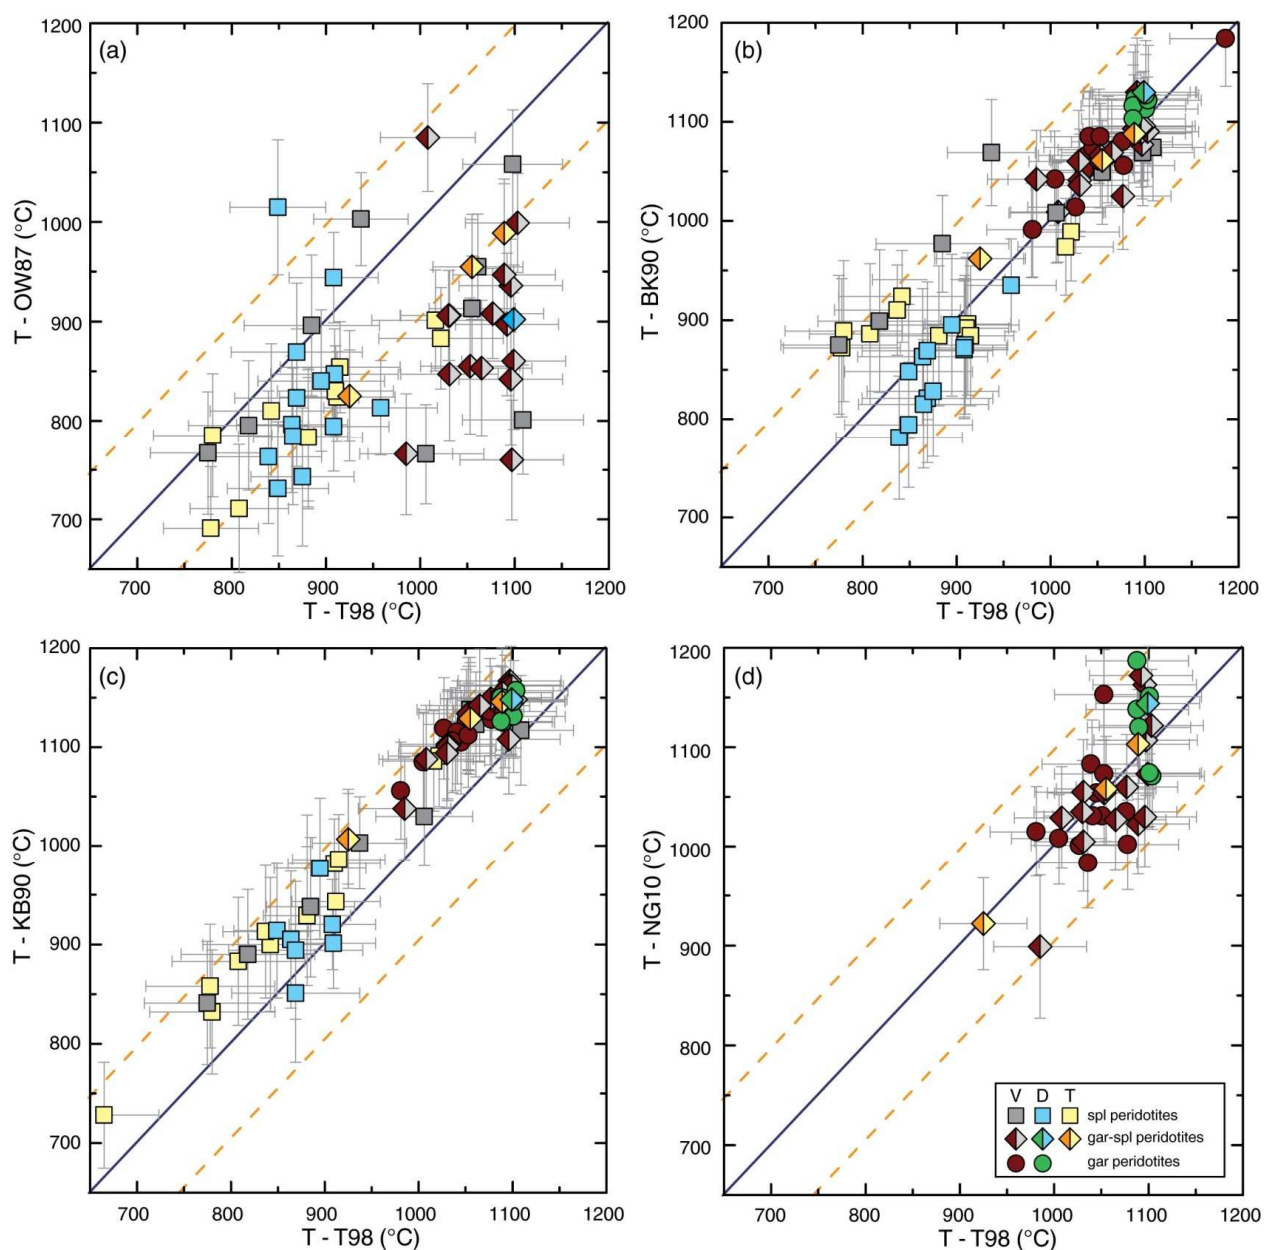 (a)
1200
1100
1000
900
800
700
T - OW87 (°C)
700 800 900 1000 1100 1200
T - T98 (°C)
(b)
1200
1100
1000
900
800
700
T - BK90 (°C)
700 800 900 1000 1100 1200
T - T98 (°C)
(c)
1200
1100
1000
900
800
700
T - KB90 (°C)
700 800 900 1000 1100 1200
T - T98 (°C)
(d)
1200
1100
1000
900
800
700
T - NG10 (°C)
700 800 900 1000 1100 1200
T - T98 (°C)
V D T
spl peridotites
gar-spl peridotites
gar peridotites